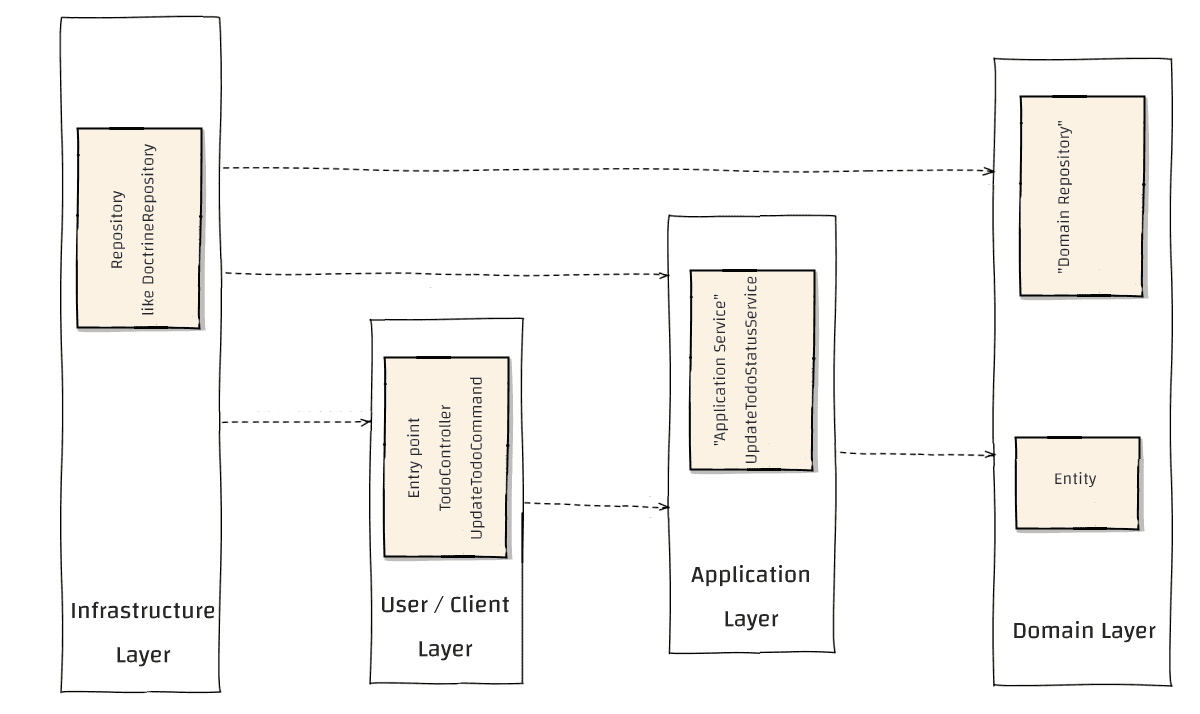 Repository
like DoctrineRepository
Infrastructure
Layer
Entry point
TodoController
UpdateTodoCommand
User / Client
Layer
"Application Service"
UpdateTodoStatusService
Application
Layer
"Domain Repository"
Entity
Domain Layer